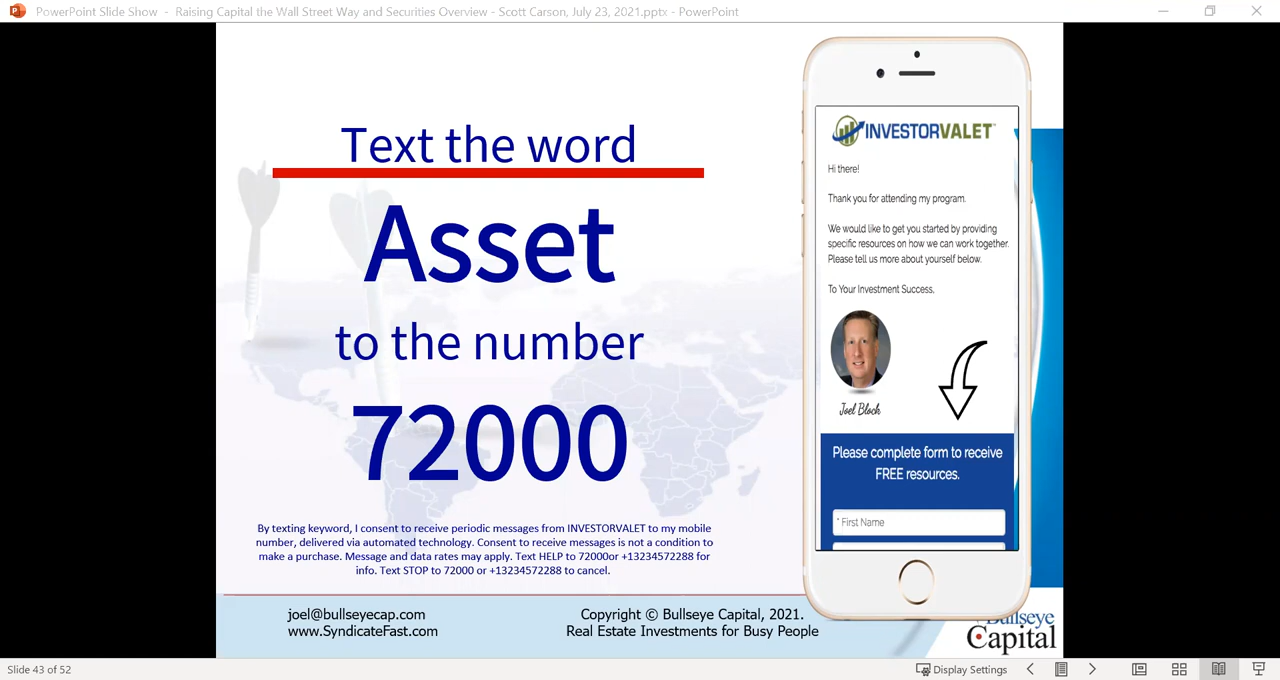 PowerPoint Slide Show - Raising Capital the Wall Street Way and Securities Overview - Scott Carson, July 23, 2021.pptx - PowerPoint
Text the word
Asset
to the number
72000
By texting keyword, I consent to receive periodic messages from INVESTORVALET to my mobile
number, delivered via automated technology. Consent to receive messages is not a condition to
make a purchase. Message and data rates may apply. Text HELP to 72000or +13234572288 for
info. Text STOP to 72000 or +13234572288 to cancel.
INVESTORVALET™
Hi there!
Thank you for attending my program.
We would like to get you started by providing
specific resources on how we can work together.
Please tell us more about yourself below.
To Your Investment Success,
Joel Block
Please complete form to receive
FREE resources.
* First Name
joel@bullseyecap.com
www.SyndicateFast.com
Copyright © Bullseye Capital, 2021.
Real Estate Investments for Busy People
Bullseye
Capital
Slide 43 of 52
Display Settings